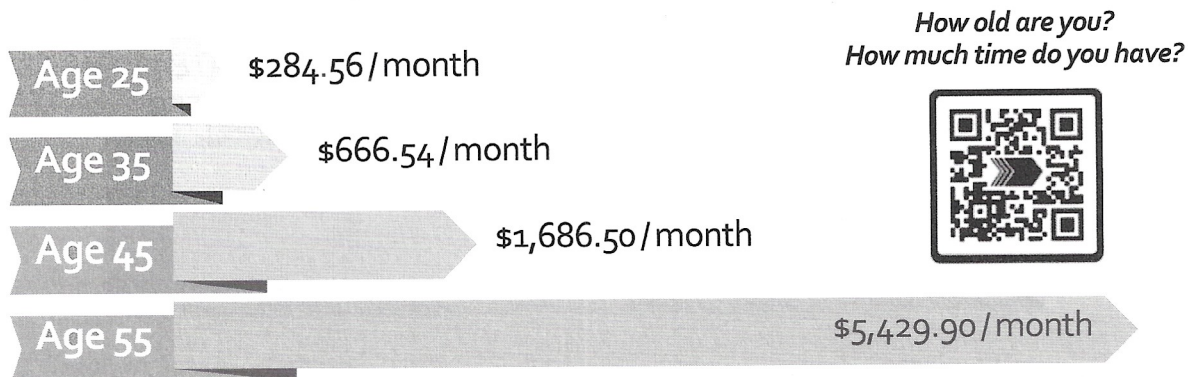 How old are you?
How much time do you have?
Age 25 $284.56/month
Age 35 $666.54/month
Age 45 $1,686.50/month
Age 55 $5,429.90/month